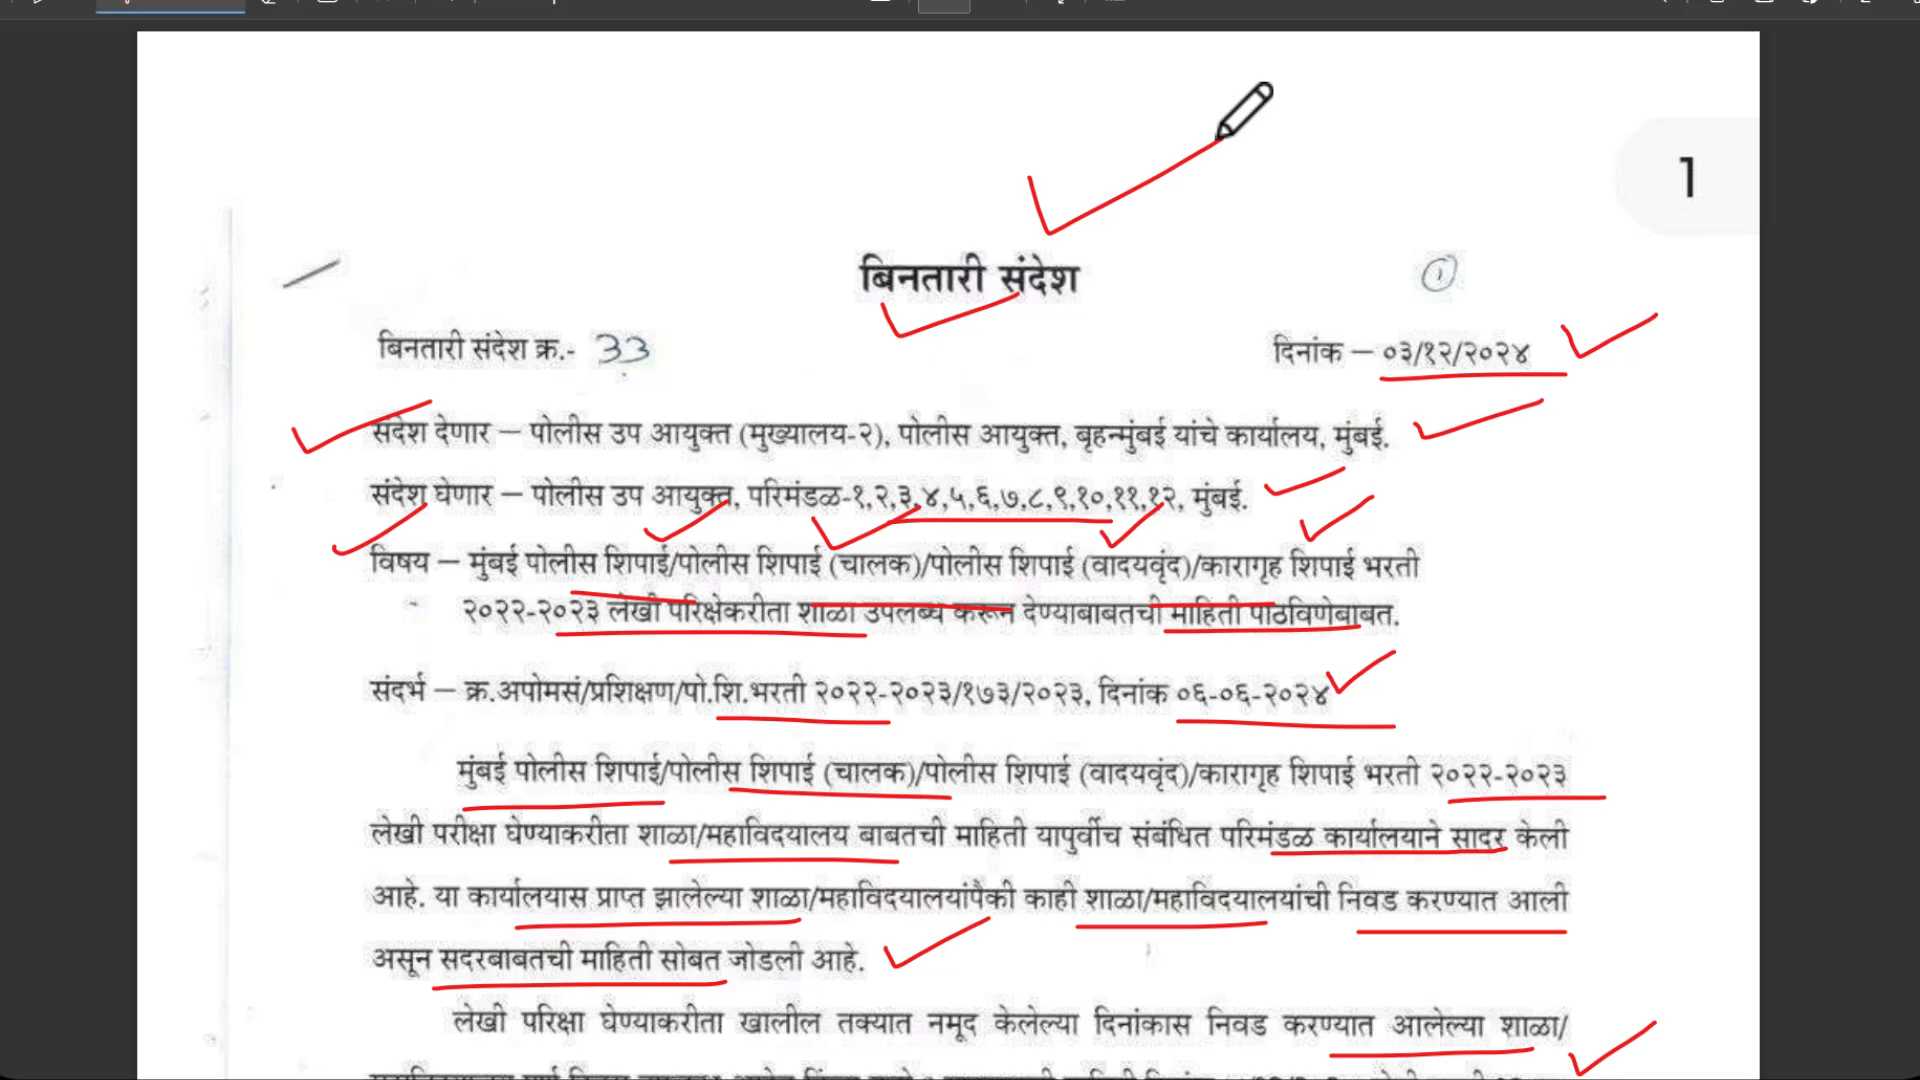 1
बिनतारी संदेश
①
बिनतारी संदेश क्र.- 33
दिनांक – ०३/१२/२०२४
संदेश देणार – पोलीस उप आयुक्त (मुख्यालय-२), पोलीस आयुक्त, बृहन्मुंबई यांचे कार्यालय, मुंबई.
संदेश घेणार – पोलीस उप आयुक्त, परिमंडळ-१,२,३,४,५,६,७,८,९,१०,११,१२, मुंबई.
विषय – मुंबई पोलीस शिपाई/पोलीस शिपाई (चालक)/पोलीस शिपाई (वादयवृंद)/कारागृह शिपाई भरती
२०२२-२०२३ लेखी परिक्षेकरीता शाळा उपलब्ध करून देण्याबाबतची माहिती पाठविणेबाबत.
संदर्भ – क्र.अपोमसं/प्रशिक्षण/पो.शि.भरती २०२२-२०२३/१७३/२०२३, दिनांक ०६-०६-२०२४
मुंबई पोलीस शिपाई/पोलीस शिपाई (चालक)/पोलीस शिपाई (वादयवृंद)/कारागृह शिपाई भरती २०२२-२०२३
लेखी परीक्षा घेण्याकरीता शाळा/महाविदयालय बाबतची माहिती यापुर्वीच संबंधित परिमंडळ कार्यालयाने सादर केली
आहे. या कार्यालयास प्राप्त झालेल्या शाळा/महाविदयालयांपैकी काही शाळा/महाविदयालयांची निवड करण्यात आली
असून सदरबाबतची माहिती सोबत जोडली आहे.
लेखी परिक्षा घेण्याकरीता खालील तक्यात नमूद केलेल्या दिनांकास निवड करण्यात आलेल्या शाळा/